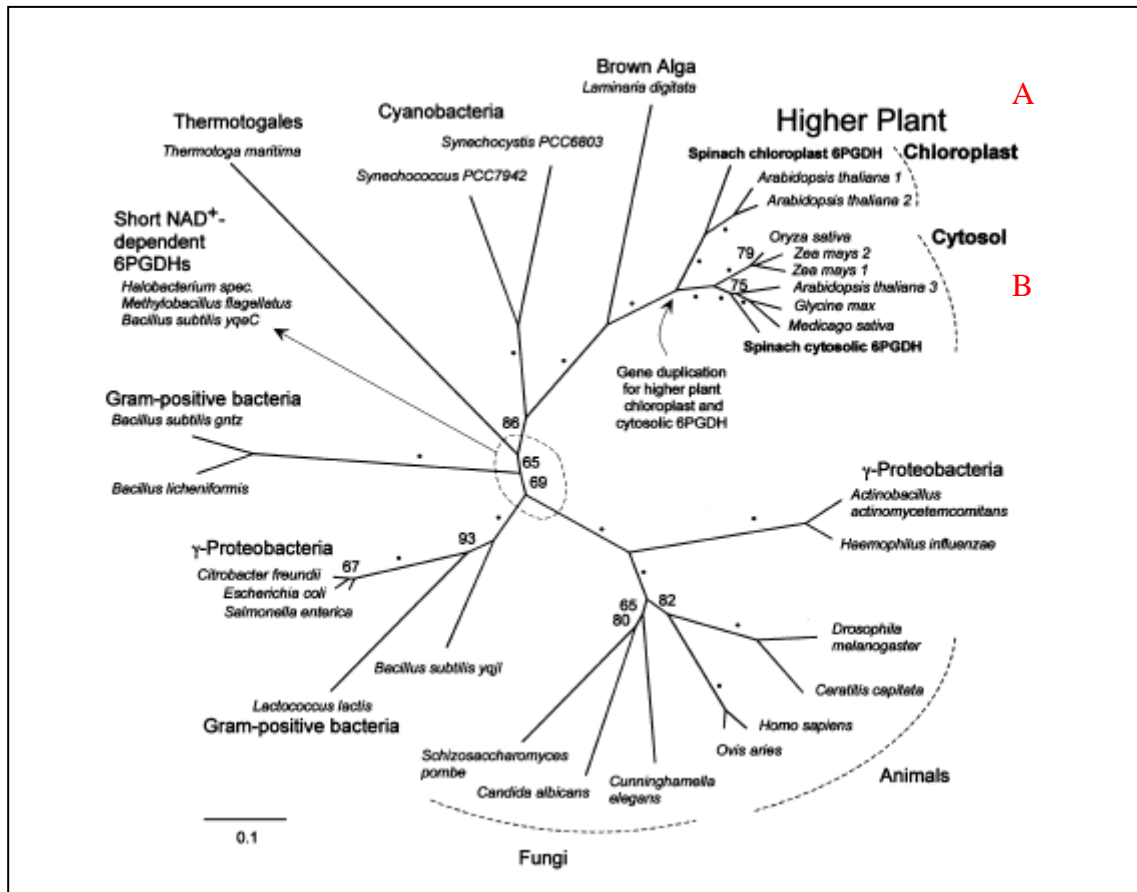 Brown Alga
Laminaria digitata
A
Higher Plant
Thermotogales
Thermotoga maritima
Cyanobacteria
Synechocystis PCC6803
Synechococcus PCC7942
Spinach chloroplast 6PGDH
Chloroplast
Arabidopsis thaliana 1
Arabidopsis thaliana 2
Short NAD+-
dependent
6PGDHs
Halobacterium spec.
Methylobacillus flagellatus
Bacillus subtilis yqeC
Cytosol
B
79
Oryza sativa
Zea mays 2
Zea mays 1
75
Arabidopsis thaliana 3
Glycine max
Medicago sativa
Spinach cytosolic 6PGDH
Gene duplication
for higher plant
chloroplast and
cytosolic 6PGDH
Gram-positive bacteria
Bacillus subtilis gntz
Bacillus licheniformis
86
65
69
γ-Proteobacteria
Actinobacillus
actinomycetemcomitans
Haemophilus influenzae
γ-Proteobacteria
93
67
Citrobacter freundii
Escherichia coli
Salmonella enterica
65
82
80
Drosophila
melanogaster
Ceratitis capitata
Homo sapiens
Ovis aries
Animals
Bacillus subtilis yqjI
Lactococcus lactis
Gram-positive bacteria
Schizosaccharomyces
pombe
Candida albicans
Cunninghamella
elegans
Fungi
0.1